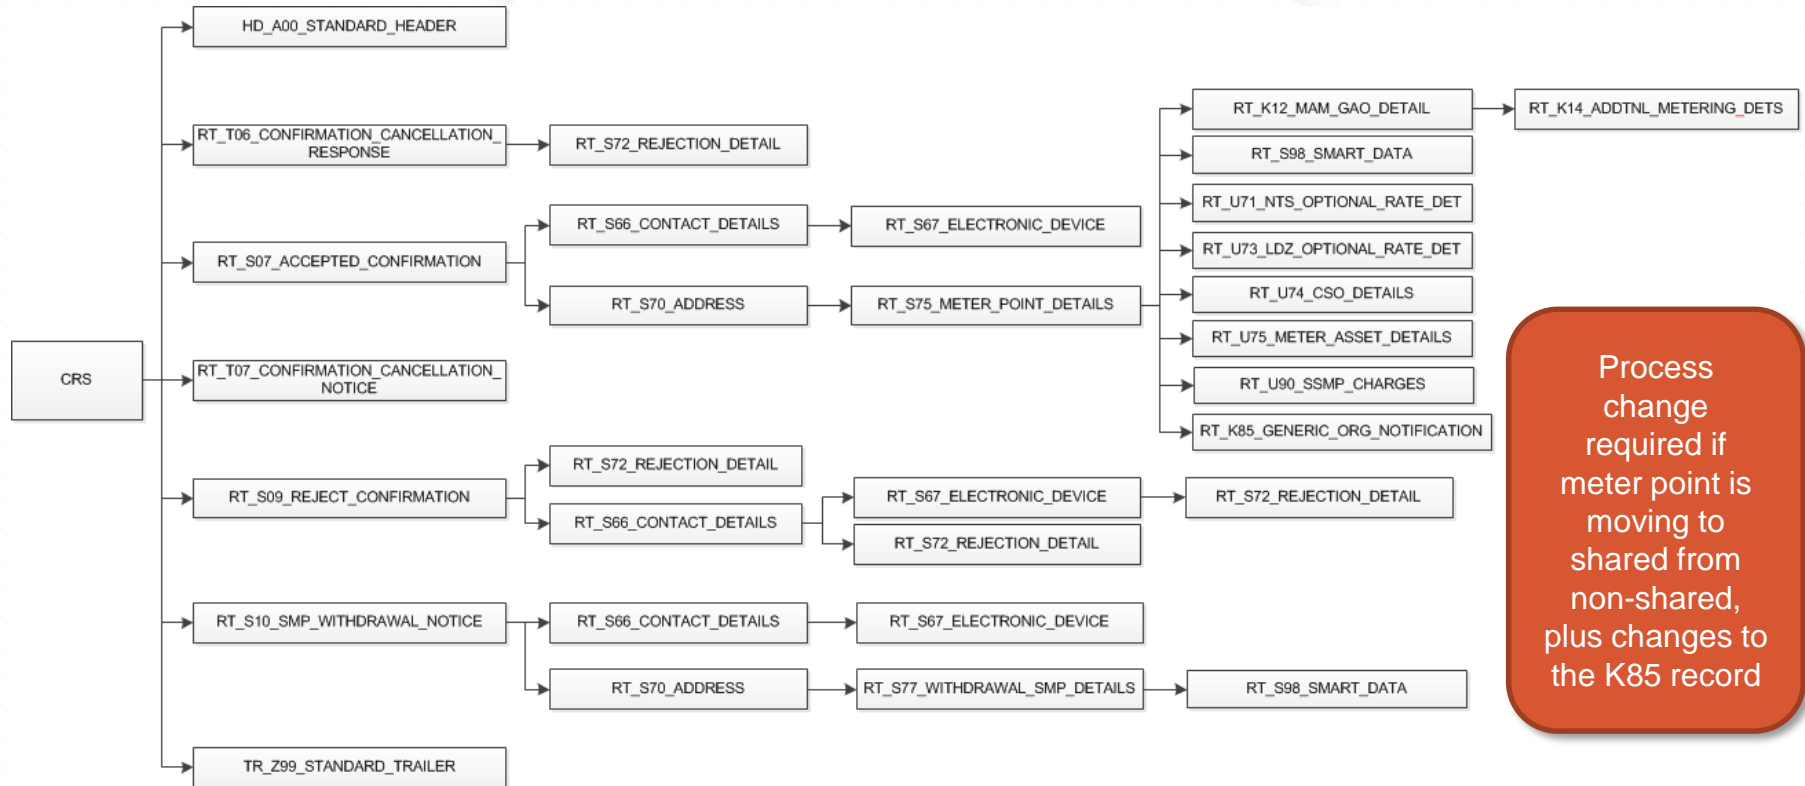 HD_A00_STANDARD_HEADER
RT_K12_MAM_GAO_DETAIL
RT_K14_ADDTNL_METERING_DETS
RT_T06_CONFIRMATION_CANCELLATION_
RESPONSE
RT_S72_REJECTION_DETAIL
RT_S98_SMART_DATA
RT_U71_NTS_OPTIONAL_RATE_DET
RT_S66_CONTACT_DETAILS
RT_S67_ELECTRONIC_DEVICE
RT_U73_LDZ_OPTIONAL_RATE_DET
RT_S07_ACCEPTED_CONFIRMATION
RT_U74_CSO_DETAILS
RT_S70_ADDRESS
RT_S75_METER_POINT_DETAILS
RT_U75_METER_ASSET_DETAILS
CRS
RT_T07_CONFIRMATION_CANCELLATION_
NOTICE
RT_U90_SSMP_CHARGES
RT_K85_GENERIC_ORG_NOTIFICATION
RT_S72_REJECTION_DETAIL
RT_S09_REJECT_CONFIRMATION
RT_S67_ELECTRONIC_DEVICE
RT_S72_REJECTION_DETAIL
RT_S66_CONTACT_DETAILS
RT_S72_REJECTION_DETAIL
RT_S10_SMP_WITHDRAWAL_NOTICE
RT_S66_CONTACT_DETAILS
RT_S67_ELECTRONIC_DEVICE
RT_S70_ADDRESS
RT_S77_WITHDRAWAL_SMP_DETAILS
RT_S98_SMART_DATA
TR_Z99_STANDARD_TRAILER
Process
change
required if
meter point is
moving to
shared from
non-shared,
plus changes to
the K85 record